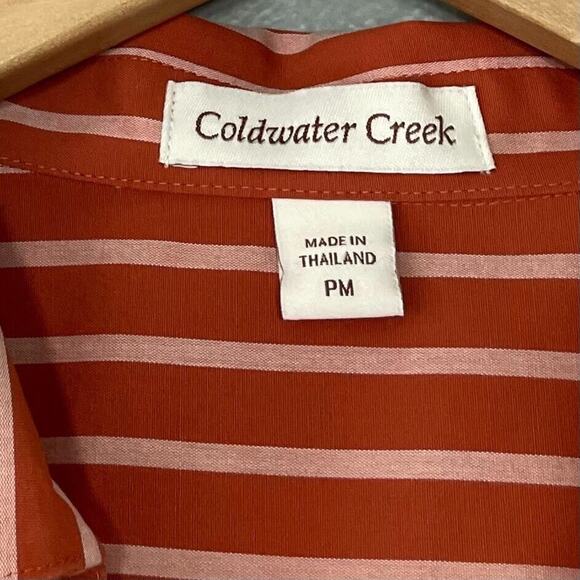 Coldwater Creek
MADE IN
THAILAND
PM